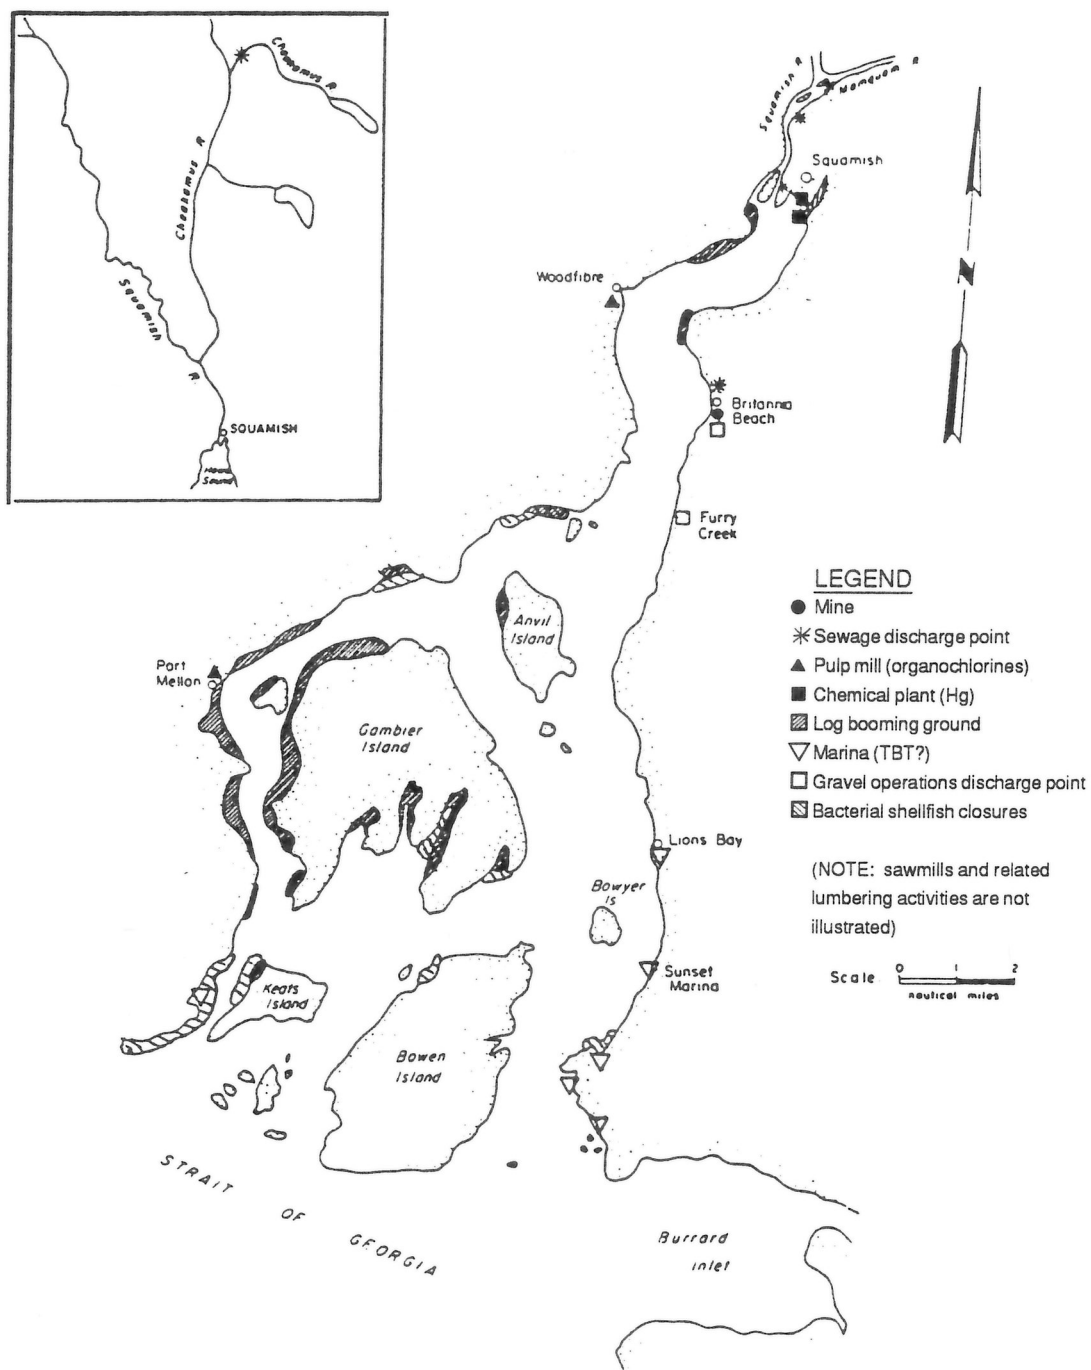 Cheakamus R
Cheakamus R
Squamish
R.
SQUAMISH
Howe
Sound
Squamish R
Mamquam R
Squamish
Woodfibre
N
Britannia
Beach
Furry
Creek
LEGEND
Mine
Sewage discharge point
Pulp mill (organochlorines)
Chemical plant (Hg)
Log booming ground
Marina (TBT?)
Gravel operations discharge point
Bacterial shellfish closures
(NOTE: sawmills and related
lumbering activities are not
illustrated)
Scale 0 1 2
nautical miles
Anvil
Island
Port
Mellon
Gambier
Island
Lions Bay
Bowyer
Is
Sunset
Marina
Keats
Island
Bowen
Island
STRAIT
OF
GEORGIA
Burrard
Inlet